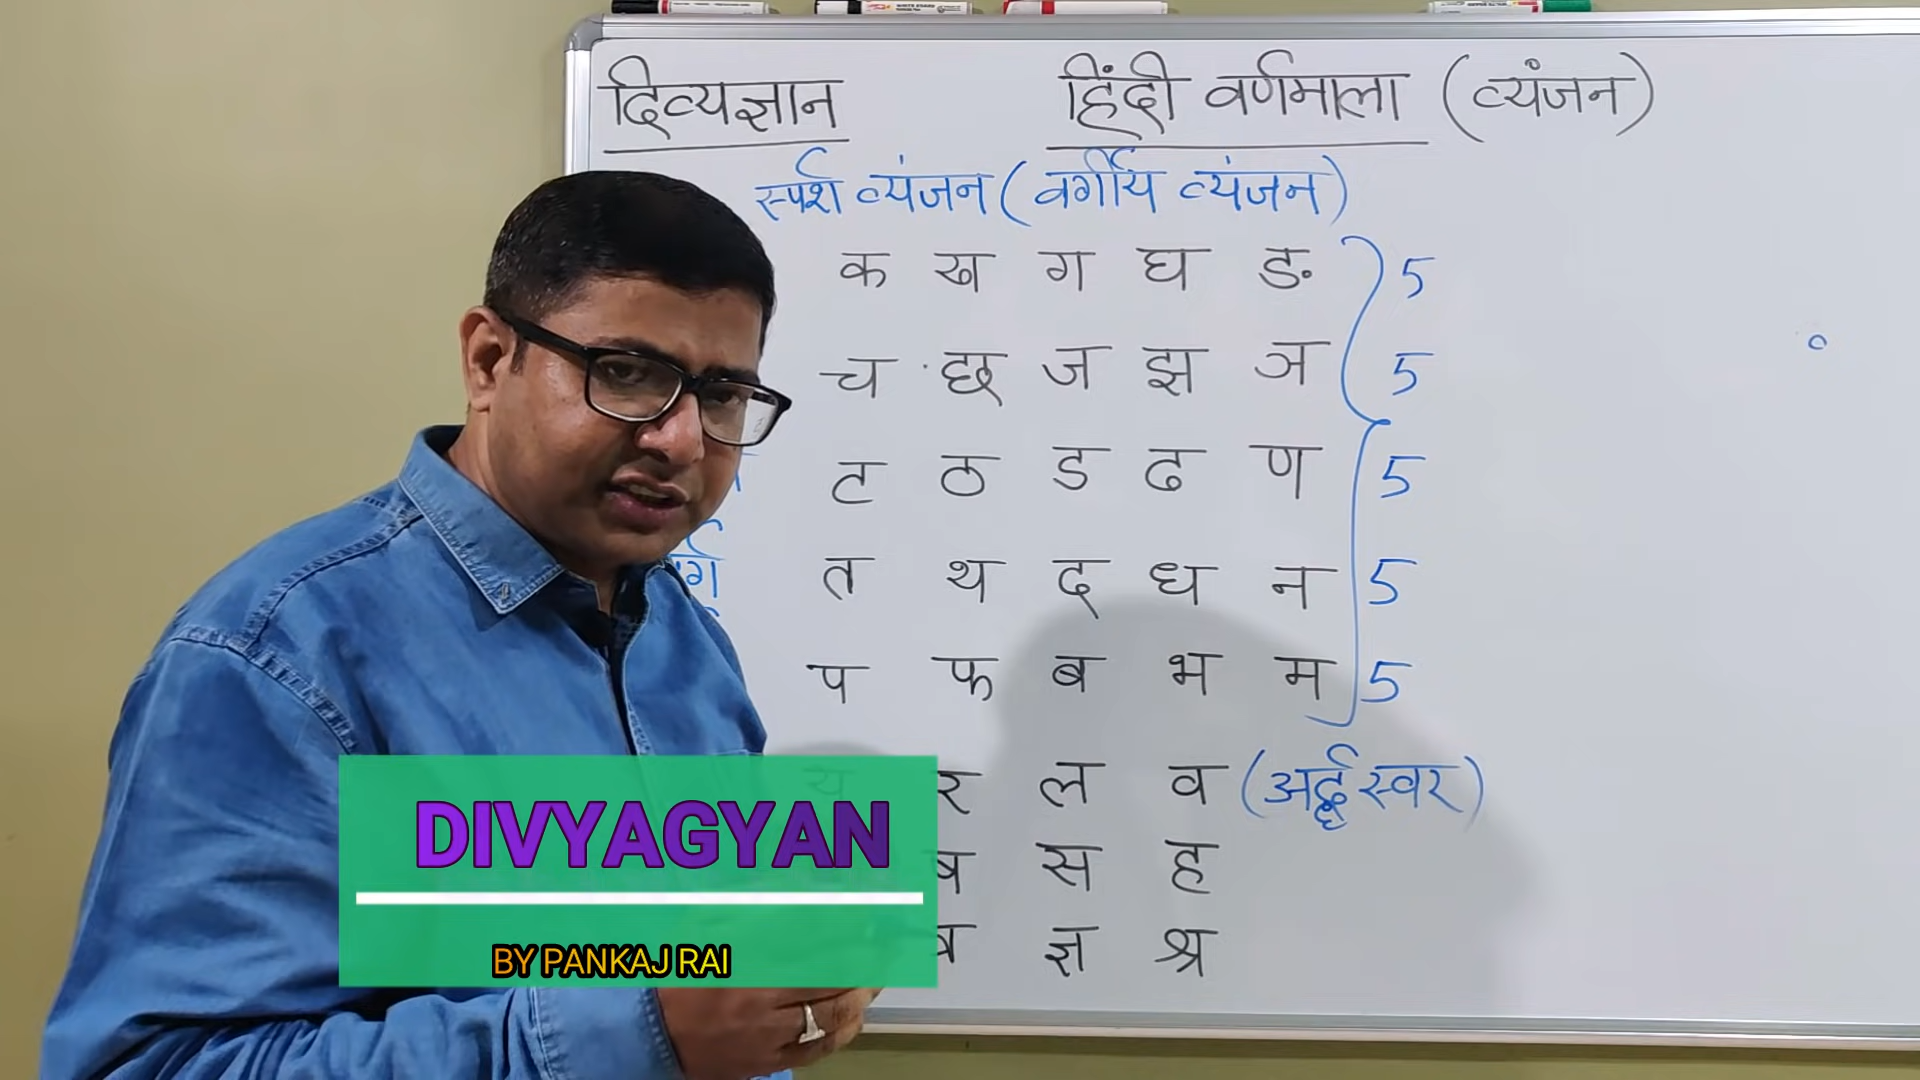 दिव्यज्ञान हिंदी वर्णमाला (व्यंजन)
स्पर्श व्यंजन (वर्गीय व्यंजन)
क ख ग घ ङ 5
च छ ज झ ञ 5
ट ठ ड ढ ण 5
त थ द ध न 5
प फ ब भ म 5
य र ल व (अर्द्धस्वर)
ष स ह
ज्ञ श्र
DIVYAGYAN
BY PANKAJ RAI